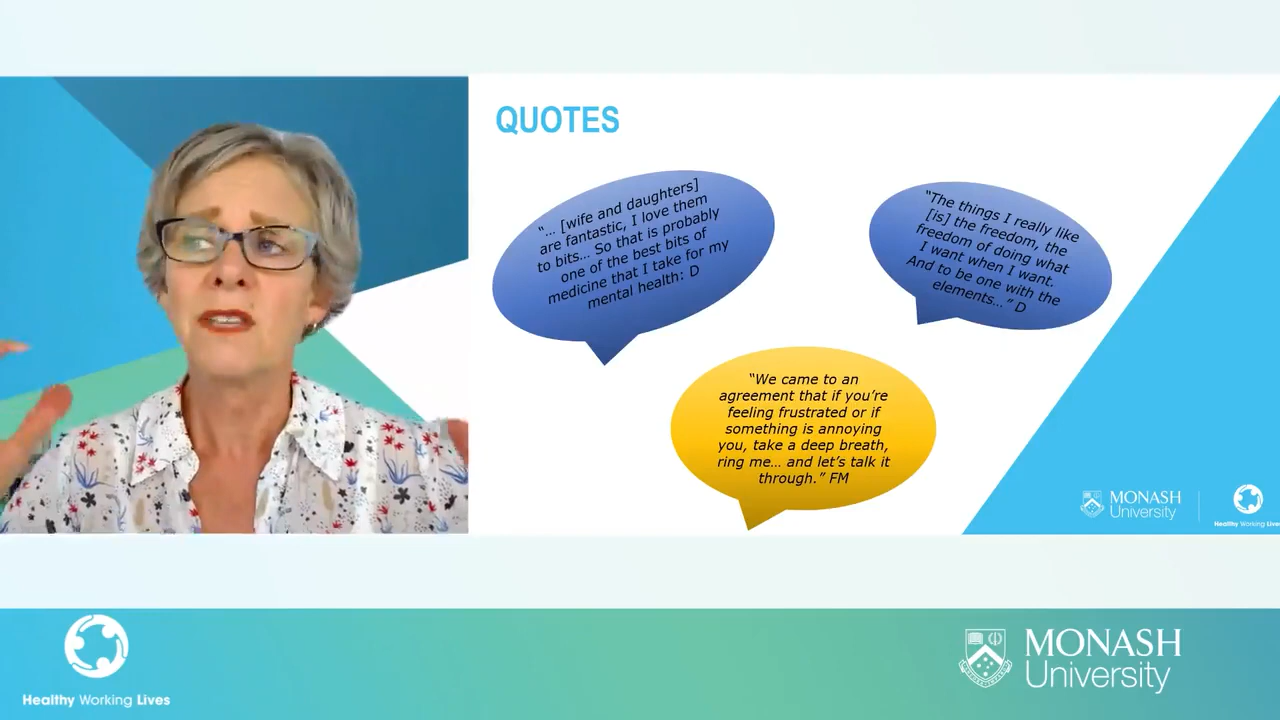 QUOTES
"… [wife and daughters]
are fantastic, I love them
to bits… So that is probably
one of the best bits of
medicine that I take for my
mental health: D
"The things I really like
[is] the freedom, the
freedom of doing what
I want when I want.
And to be one with the
elements…" D
"We came to an
agreement that if you're
feeling frustrated or if
something is annoying
you, take a deep breath,
ring me… and let's talk it
through." FM
MONASH
University
Healthy Working Lives
Healthy Working Lives
MONASH
University